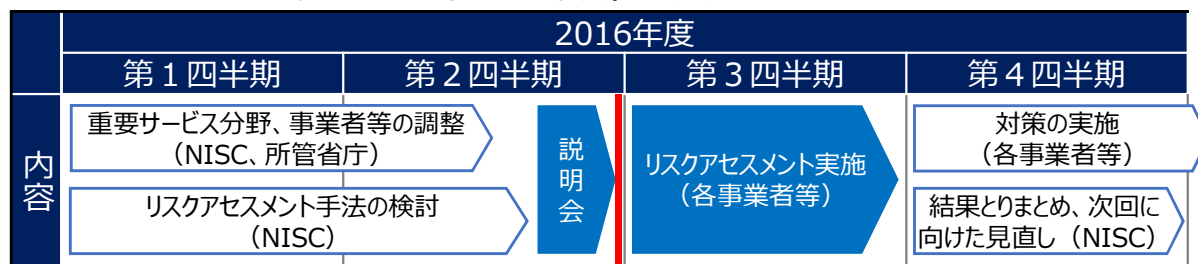 2016年度
第１四半期
第２四半期
第３四半期
第４四半期
内容
重要サービス分野、事業者等の調整
（NISC、所管省庁）
リスクアセスメント手法の検討
（NISC）
説明会
リスクアセスメント実施
（各事業者等）
対策の実施
（各事業者等）
結果とりまとめ、次回に
向けた見直し（NISC）